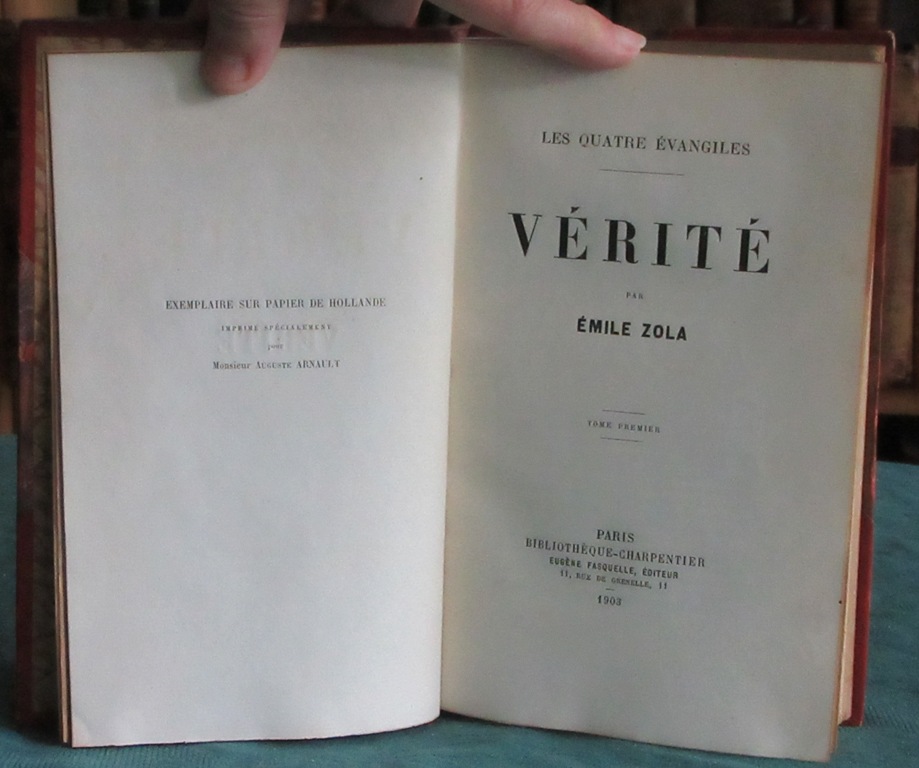 EXEMPLAIRE SUR PAPIER DE HOLLANDE
IMPRIMÉ SPÉCIALEMENT
pour
Monsieur AUGUSTE ARNAULT
LES QUATRE ÉVANGILES
VÉRITÉ
PAR
ÉMILE ZOLA
TOME PREMIER
PARIS
BIBLIOTHÈQUE-CHARPENTIER
EUGÈNE FASQUELLE, ÉDITEUR
11, RUE DE GRENELLE, 11
1903